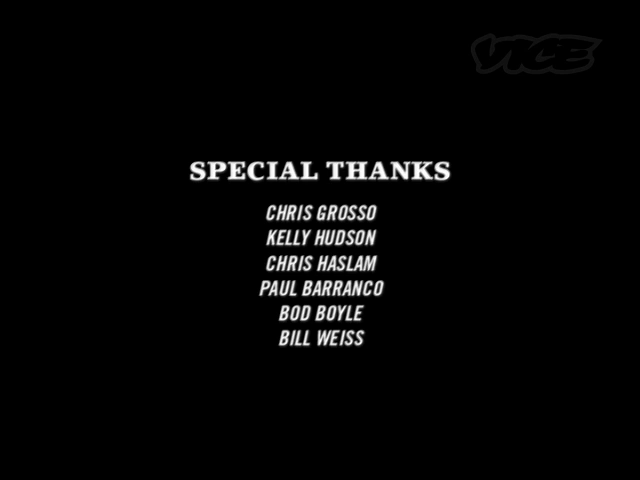 VICE
SPECIAL THANKS
CHRIS GROSSO
KELLY HUDSON
CHRIS HASLAM
PAUL BARRANCO
BOD BOYLE
BILL WEISS